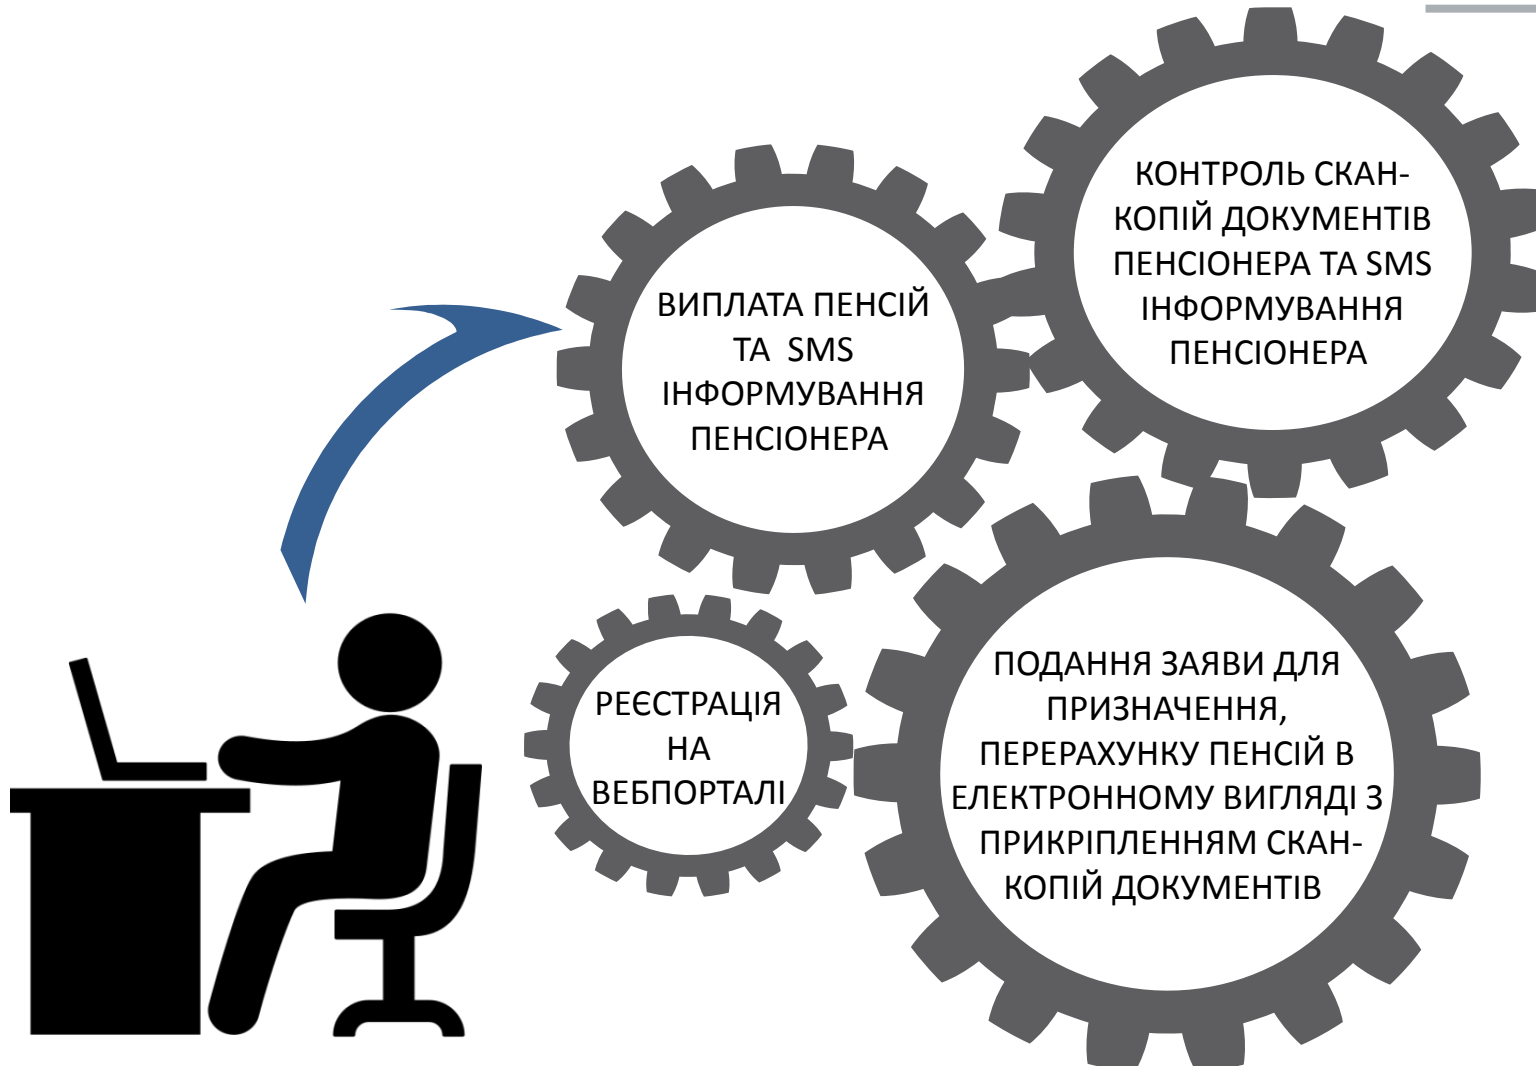 КОНТРОЛЬ СКАН-
КОПІЙ ДОКУМЕНТІВ
ПЕНСІОНЕРА ТА SMS
ІНФОРМУВАННЯ
ПЕНСІОНЕРА
ВИПЛАТА ПЕНСІЙ
ТА SMS
ІНФОРМУВАННЯ
ПЕНСІОНЕРА
РЕЄСТРАЦІЯ
НА
ВЕБПОРТАЛІ
ПОДАННЯ ЗАЯВИ ДЛЯ
ПРИЗНАЧЕННЯ,
ПЕРЕРАХУНКУ ПЕНСІЙ В
ЕЛЕКТРОННОМУ ВИГЛЯДІ З
ПРИКРІПЛЕННЯМ СКАН-
КОПІЙ ДОКУМЕНТІВ